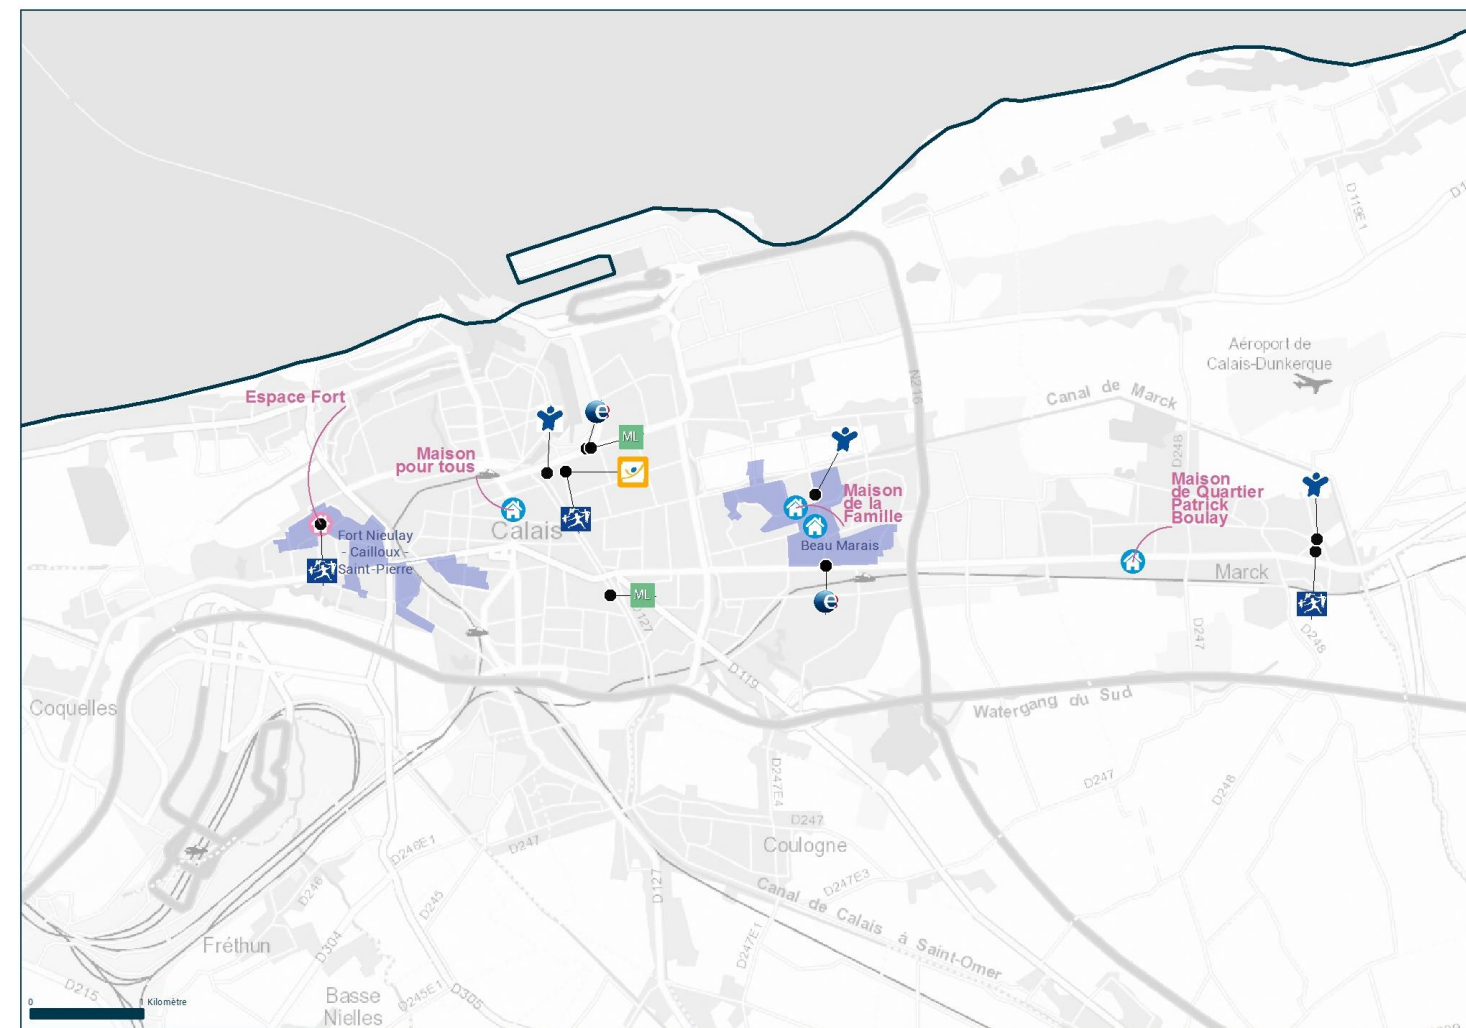 D119E1
D1
Aéroport de
Calais-Dunkerque
N216
Canal de Marck
D248
Espace Fort
Maison
pour tous
e
ML
Calais
Maison
de la
Famille
Beau Marais
Maison
de Quartier
Patrick
Boulay
Fort Nieulay
- Cailloux -
Saint-Pierre
Marck
e
ML
D127
D119
D247
D248
Coquelles
Watergang du Sud
D247E4
D247
D248
D247
Coulogne
D246E1
D247
D127
D247E3
D246
D245
Canal de Calais à Saint-Omer
D247E1
Fréthun
D304
D215
Basse
Nielles
D245E1
D305
0
1 Kilomètre